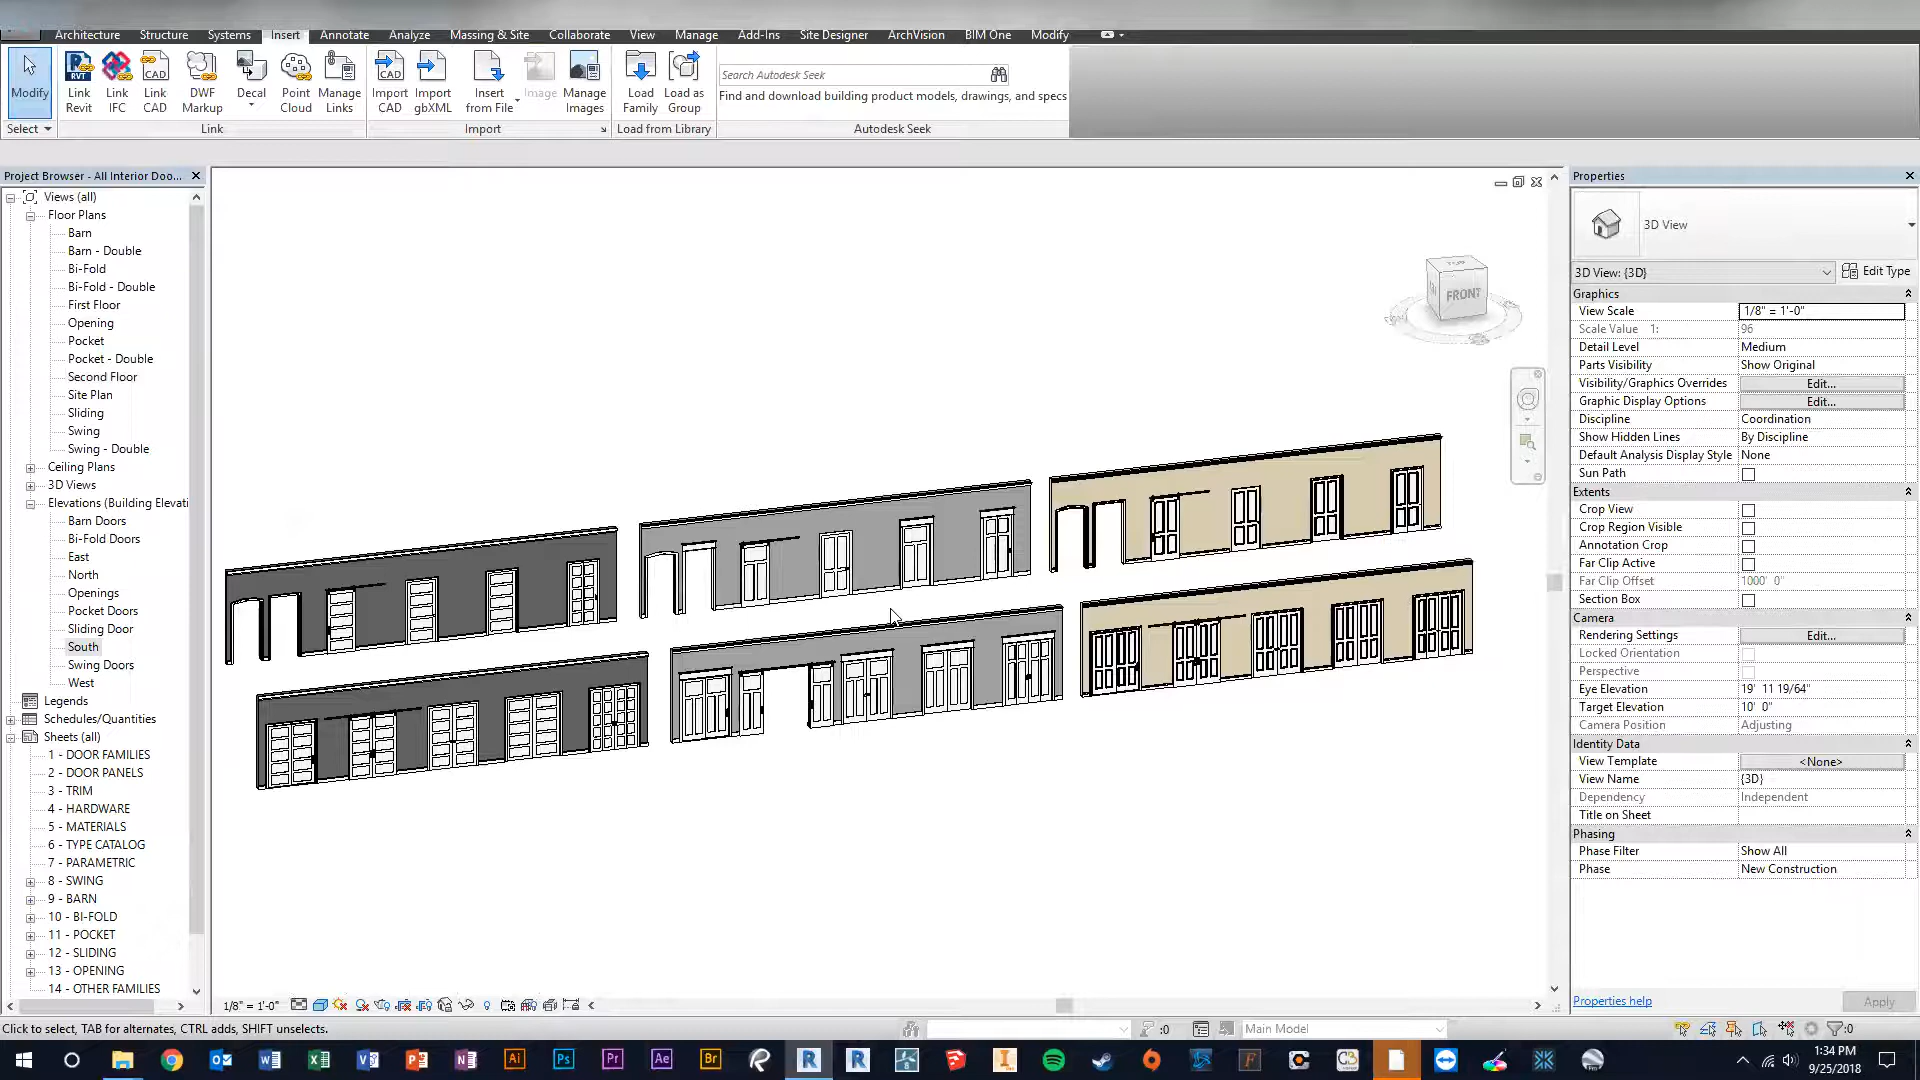 Architecture Structure Systems Insert Annotate Analyze Massing & Site Collaborate View Manage Add-Ins Site Designer ArchVision BIM One Modify
Modify
Link Revit
Link IFC
Link CAD
DWF Markup
Decal
Point Cloud
Manage Links
Import CAD
Import gbXML
Insert from File
Image
Manage Images
Load Family
Load as Group
Search Autodesk Seek
Find and download building product models, drawings, and specs
Select
Link
Import
Load from Library
Autodesk Seek
Project Browser - All Interior Doo...
Views (all)
Floor Plans
Barn
Barn - Double
Bi-Fold
Bi-Fold - Double
First Floor
Opening
Pocket
Pocket - Double
Second Floor
Site Plan
Sliding
Swing
Swing - Double
Ceiling Plans
3D Views
Elevations (Building Elevati
Barn Doors
Bi-Fold Doors
East
North
Openings
Pocket Doors
Sliding Door
South
Swing Doors
West
Legends
Schedules/Quantities
Sheets (all)
1 - DOOR FAMILIES
2 - DOOR PANELS
3 - TRIM
4 - HARDWARE
5 - MATERIALS
6 - TYPE CATALOG
7 - PARAMETRIC
8 - SWING
9 - BARN
10 - BI-FOLD
11 - POCKET
12 - SLIDING
13 - OPENING
14 - OTHER FAMILIES
TOP
FRONT
Properties
3D View
3D View: {3D}
Edit Type
Graphics
View Scale 1/8" = 1'-0"
Scale Value 1: 96
Detail Level Medium
Parts Visibility Show Original
Visibility/Graphics Overrides Edit...
Graphic Display Options Edit...
Discipline Coordination
Show Hidden Lines By Discipline
Default Analysis Display Style None
Sun Path
Extents
Crop View
Crop Region Visible
Annotation Crop
Far Clip Active
Far Clip Offset 1000' 0"
Section Box
Camera
Rendering Settings Edit...
Locked Orientation
Perspective
Eye Elevation 19' 11 19/64"
Target Elevation 10' 0"
Camera Position Adjusting
Identity Data
View Template <None>
View Name {3D}
Dependency Independent
Title on Sheet
Phasing
Phase Filter Show All
Phase New Construction
Properties help
Apply
1/8" = 1'-0"
Click to select, TAB for alternates, CTRL adds, SHIFT unselects.
:0
Main Model
:0
1:34 PM
9/25/2018